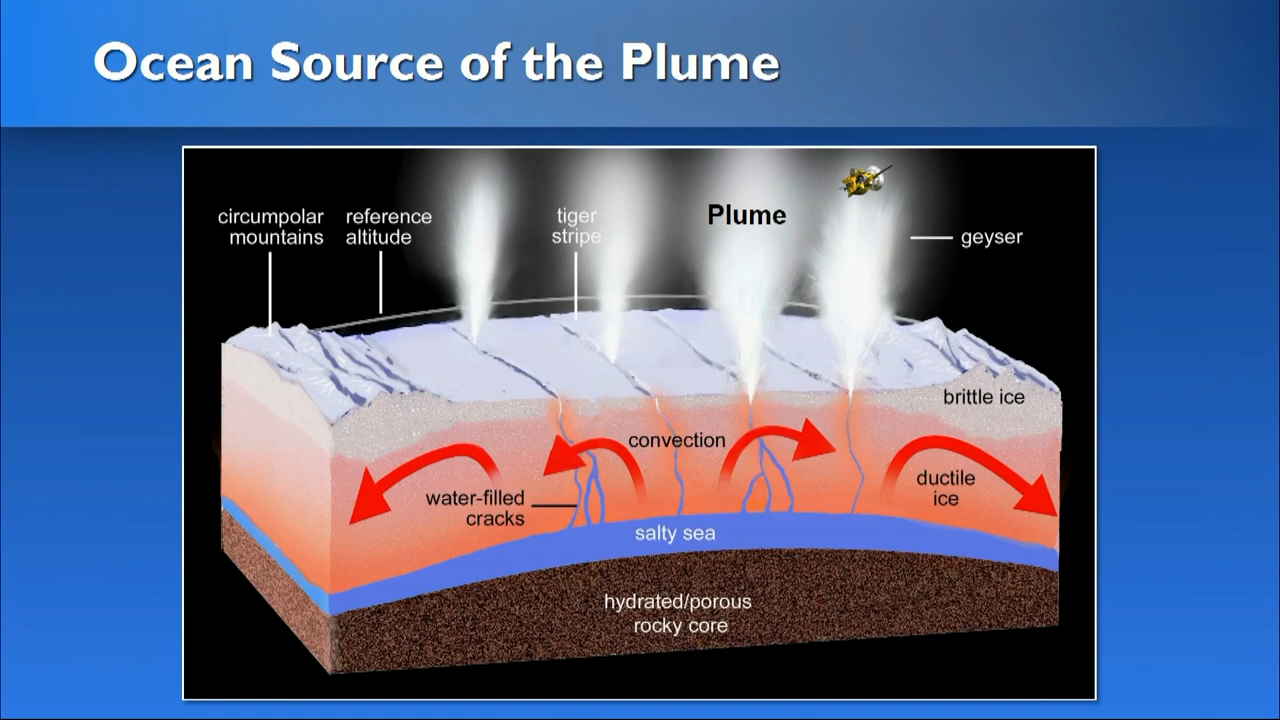 Ocean Source of the Plume
circumpolar
mountains
reference
altitude
tiger
stripe
Plume
geyser
brittle ice
convection
ductile
ice
water-filled
cracks
salty sea
hydrated/porous
rocky core